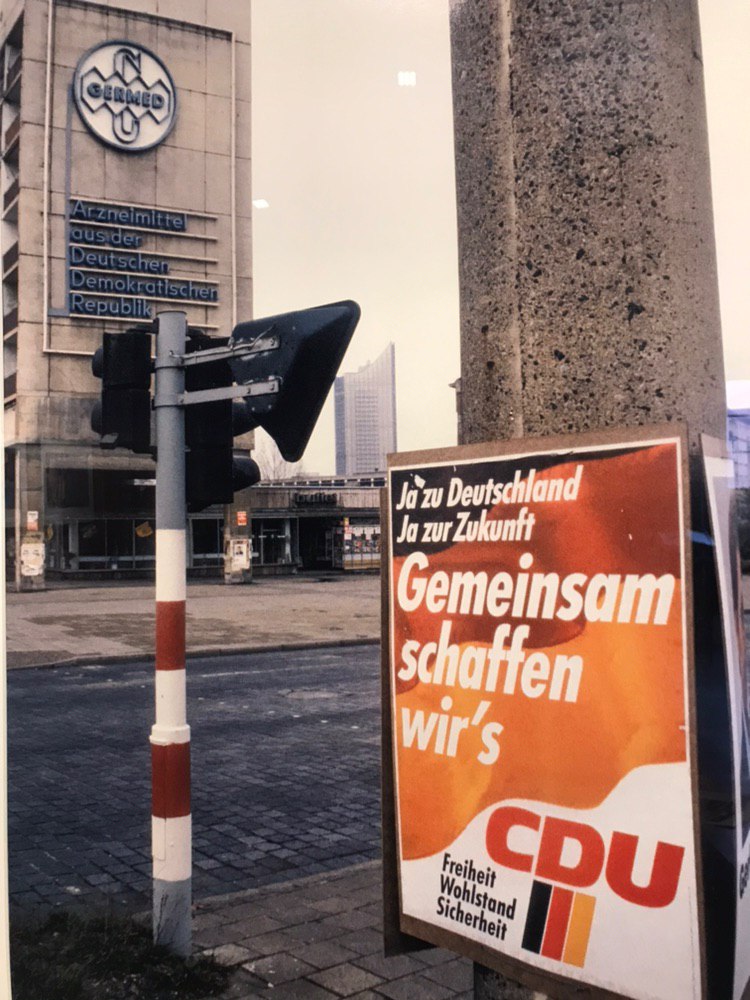 N
GERMED
U
Arzneimittel
aus der
Deutschen
Demokratischen
Republik
Ja zu Deutschland
Ja zur Zukunft
Gemeinsam
schaffen
wir's
CDU
Freiheit
Wohlstand
Sicherheit